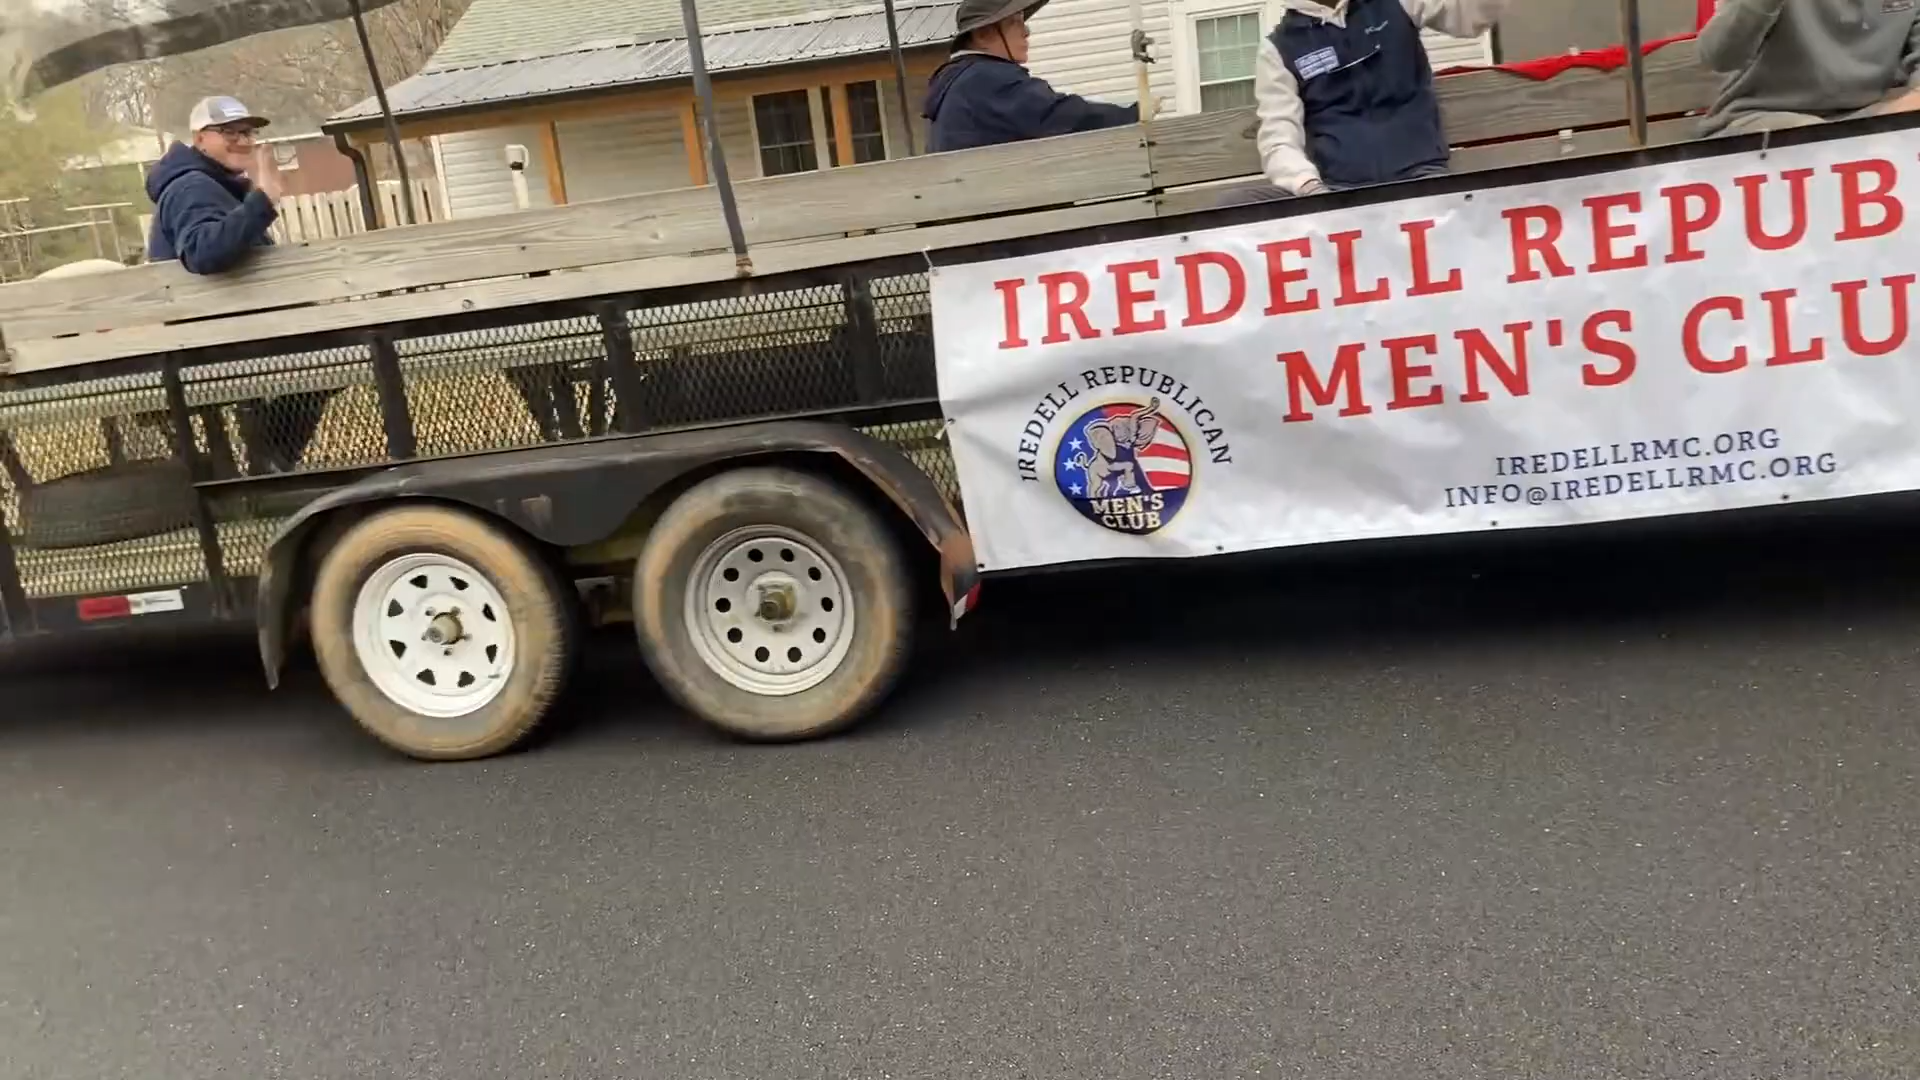 IREDELL REPUB
MEN'S CLU
IREDELL REPUBLICAN
MEN'S
CLUB
IREDELLRMC.ORG
INFO@IREDELLRMC.ORG